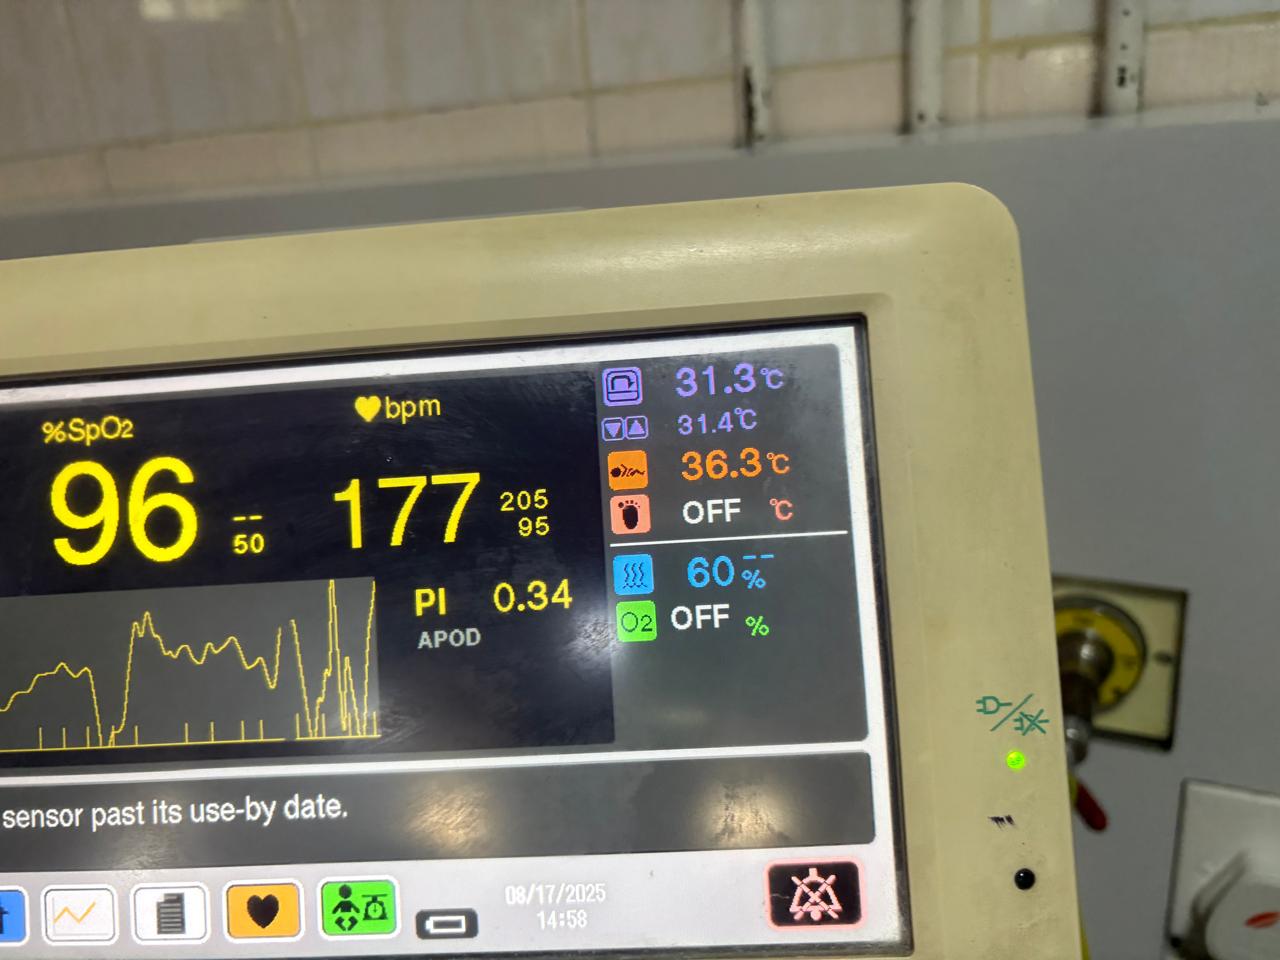 %SpO2
96
--
50
bpm
177
205
95
PI 0.34
APOD
31.3℃
31.4℃
36.3℃
OFF ℃
60 --
%
O2 OFF %
sensor past its use-by date.
08/17/2025
14:58